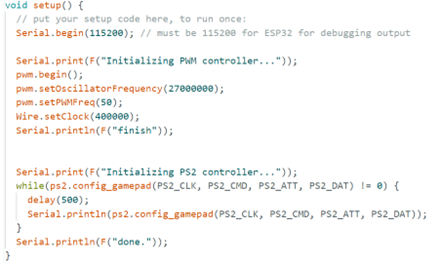 void setup() {
  // put your setup code here, to run once:
  Serial.begin(115200); // must be 115200 for ESP32 for debugging output

  Serial.print(F("Initializing PWM controller..."));
  pwm.begin();
  pwm.setOscillatorFrequency(27000000);
  pwm.setPWMFreq(50);
  Wire.setClock(400000);
  Serial.println(F("finish"));


  Serial.print(F("Initializing PS2 controller..."));
  while(ps2.config_gamepad(PS2_CLK, PS2_CMD, PS2_ATT, PS2_DAT) != 0) {
    delay(500);
    Serial.println(ps2.config_gamepad(PS2_CLK, PS2_CMD, PS2_ATT, PS2_DAT));
  }
  Serial.println(F("done."));
}